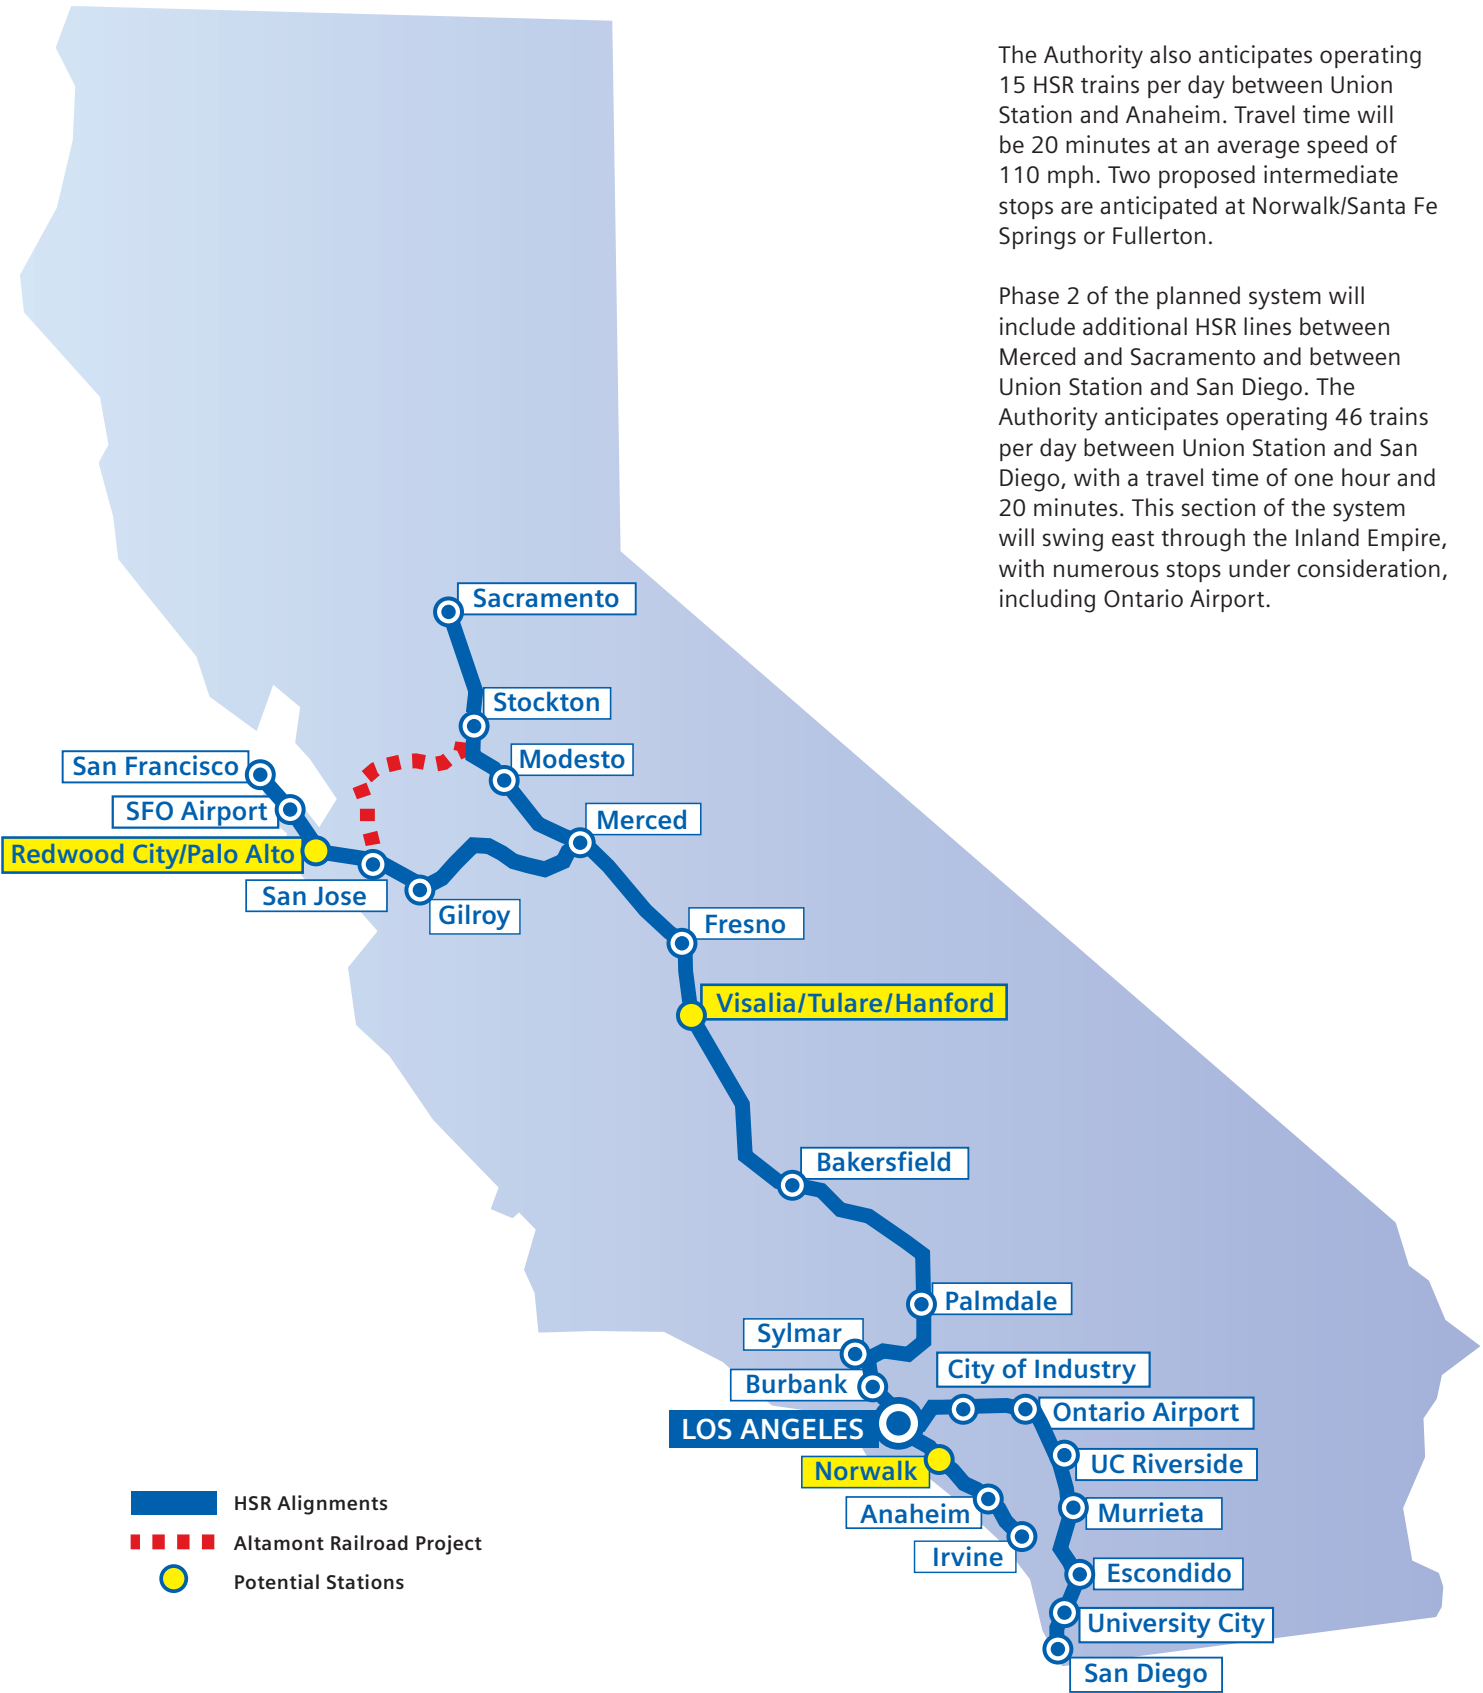 The Authority also anticipates operating
15 HSR trains per day between Union
Station and Anaheim. Travel time will
be 20 minutes at an average speed of
110 mph. Two proposed intermediate
stops are anticipated at Norwalk/Santa Fe
Springs or Fullerton.
Phase 2 of the planned system will
include additional HSR lines between
Merced and Sacramento and between
Union Station and San Diego. The
Authority anticipates operating 46 trains
per day between Union Station and San
Diego, with a travel time of one hour and
20 minutes. This section of the system
will swing east through the Inland Empire,
with numerous stops under consideration,
including Ontario Airport.
Sacramento
Stockton
Modesto
San Francisco
SFO Airport
Merced
Redwood City/Palo Alto
San Jose
Gilroy
Fresno
Visalia/Tulare/Hanford
Bakersfield
Palmdale
Sylmar
City of Industry
Burbank
Ontario Airport
LOS ANGELES
UC Riverside
Norwalk
Anaheim
Murrieta
Irvine
Escondido
University City
San Diego
HSR Alignments
Altamont Railroad Project
Potential Stations